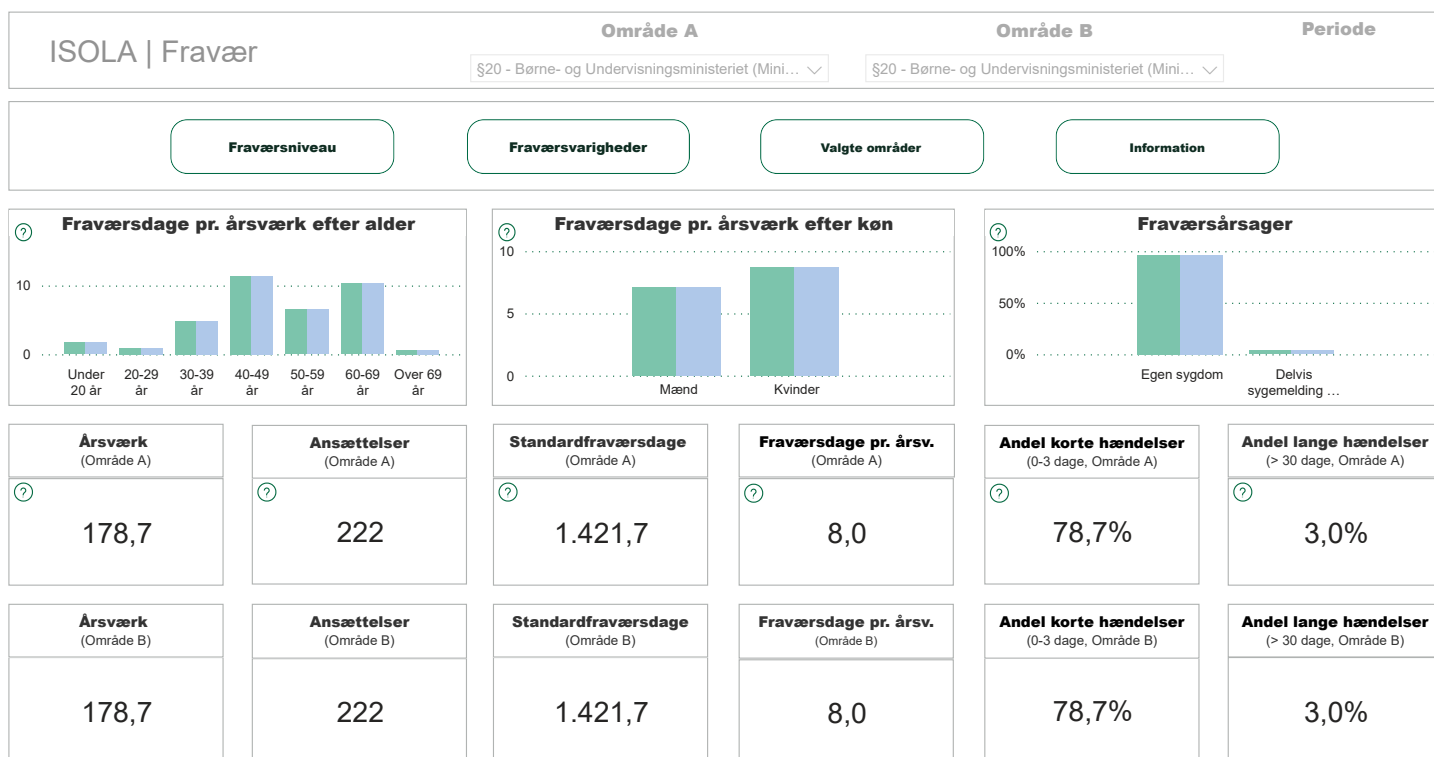 ISOLA | Fravær
Område A
Område B
Periode
§20 - Børne- og Undervisningsministeriet (Mini…
§20 - Børne- og Undervisningsministeriet (Mini…
Fraværsniveau
Fraværsvarigheder
Valgte områder
Information
Fraværsdage pr. årsværk efter alder
?
10
0
Under
20 år
20-29
år
30-39
år
40-49
år
50-59
år
60-69
år
Over 69
år
Fraværsdage pr. årsværk efter køn
?
10
5
0
Mænd
Kvinder
Fraværsårsager
?
100%
50%
0%
Egen sygdom
Delvis
sygemelding …
Årsværk
(Område A)
?
178,7
Ansættelser
(Område A)
?
222
Standardfraværsdage
(Område A)
?
1.421,7
Fraværsdage pr. årsv.
(Område A)
?
8,0
Andel korte hændelser
(0-3 dage, Område A)
?
78,7%
Andel lange hændelser
(> 30 dage, Område A)
?
3,0%
Årsværk
(Område B)
178,7
Ansættelser
(Område B)
222
Standardfraværsdage
(Område B)
1.421,7
Fraværsdage pr. årsv.
(Område B)
8,0
Andel korte hændelser
(0-3 dage, Område B)
78,7%
Andel lange hændelser
(> 30 dage, Område B)
3,0%